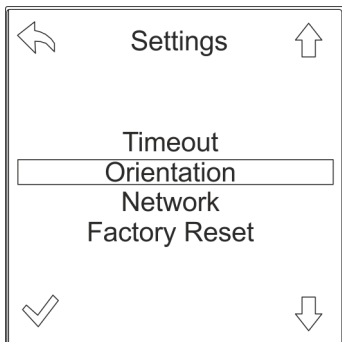 Settings
Timeout
Orientation
Network
Factory Reset